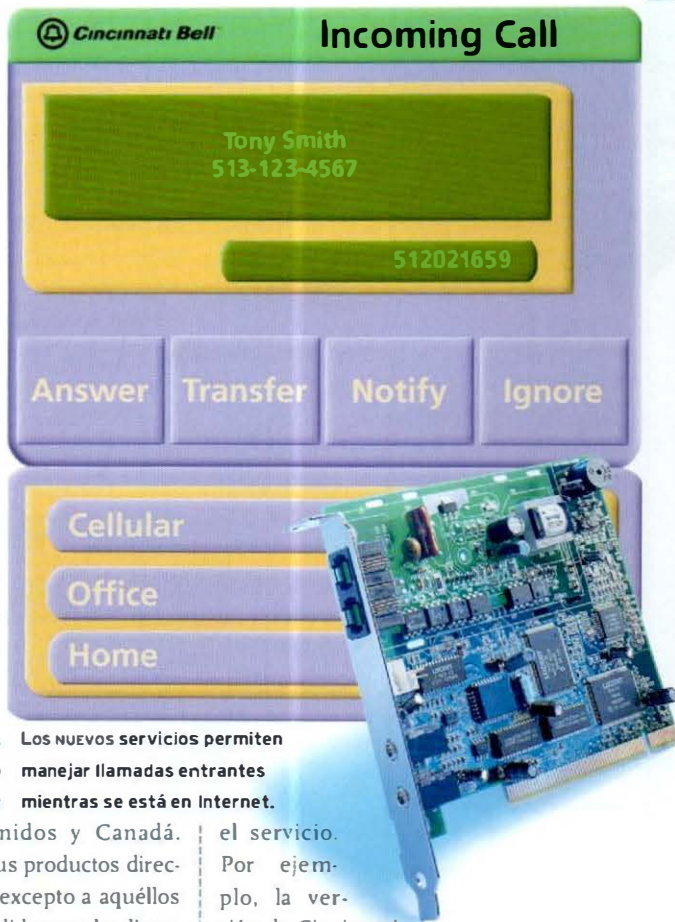 Cincinnati Bell
Incoming Call
Tony Smith
513-123-4567
512021659
Answer Transfer Notify Ignore
Cellular
Office
Home
Los nuevos servicios permiten
manejar llamadas entrantes
mientras se está en Internet.
nidos y Canadá.
us productos direc-
excepto a aquéllos
el servicio.
Por ejem-
plo, la ver-